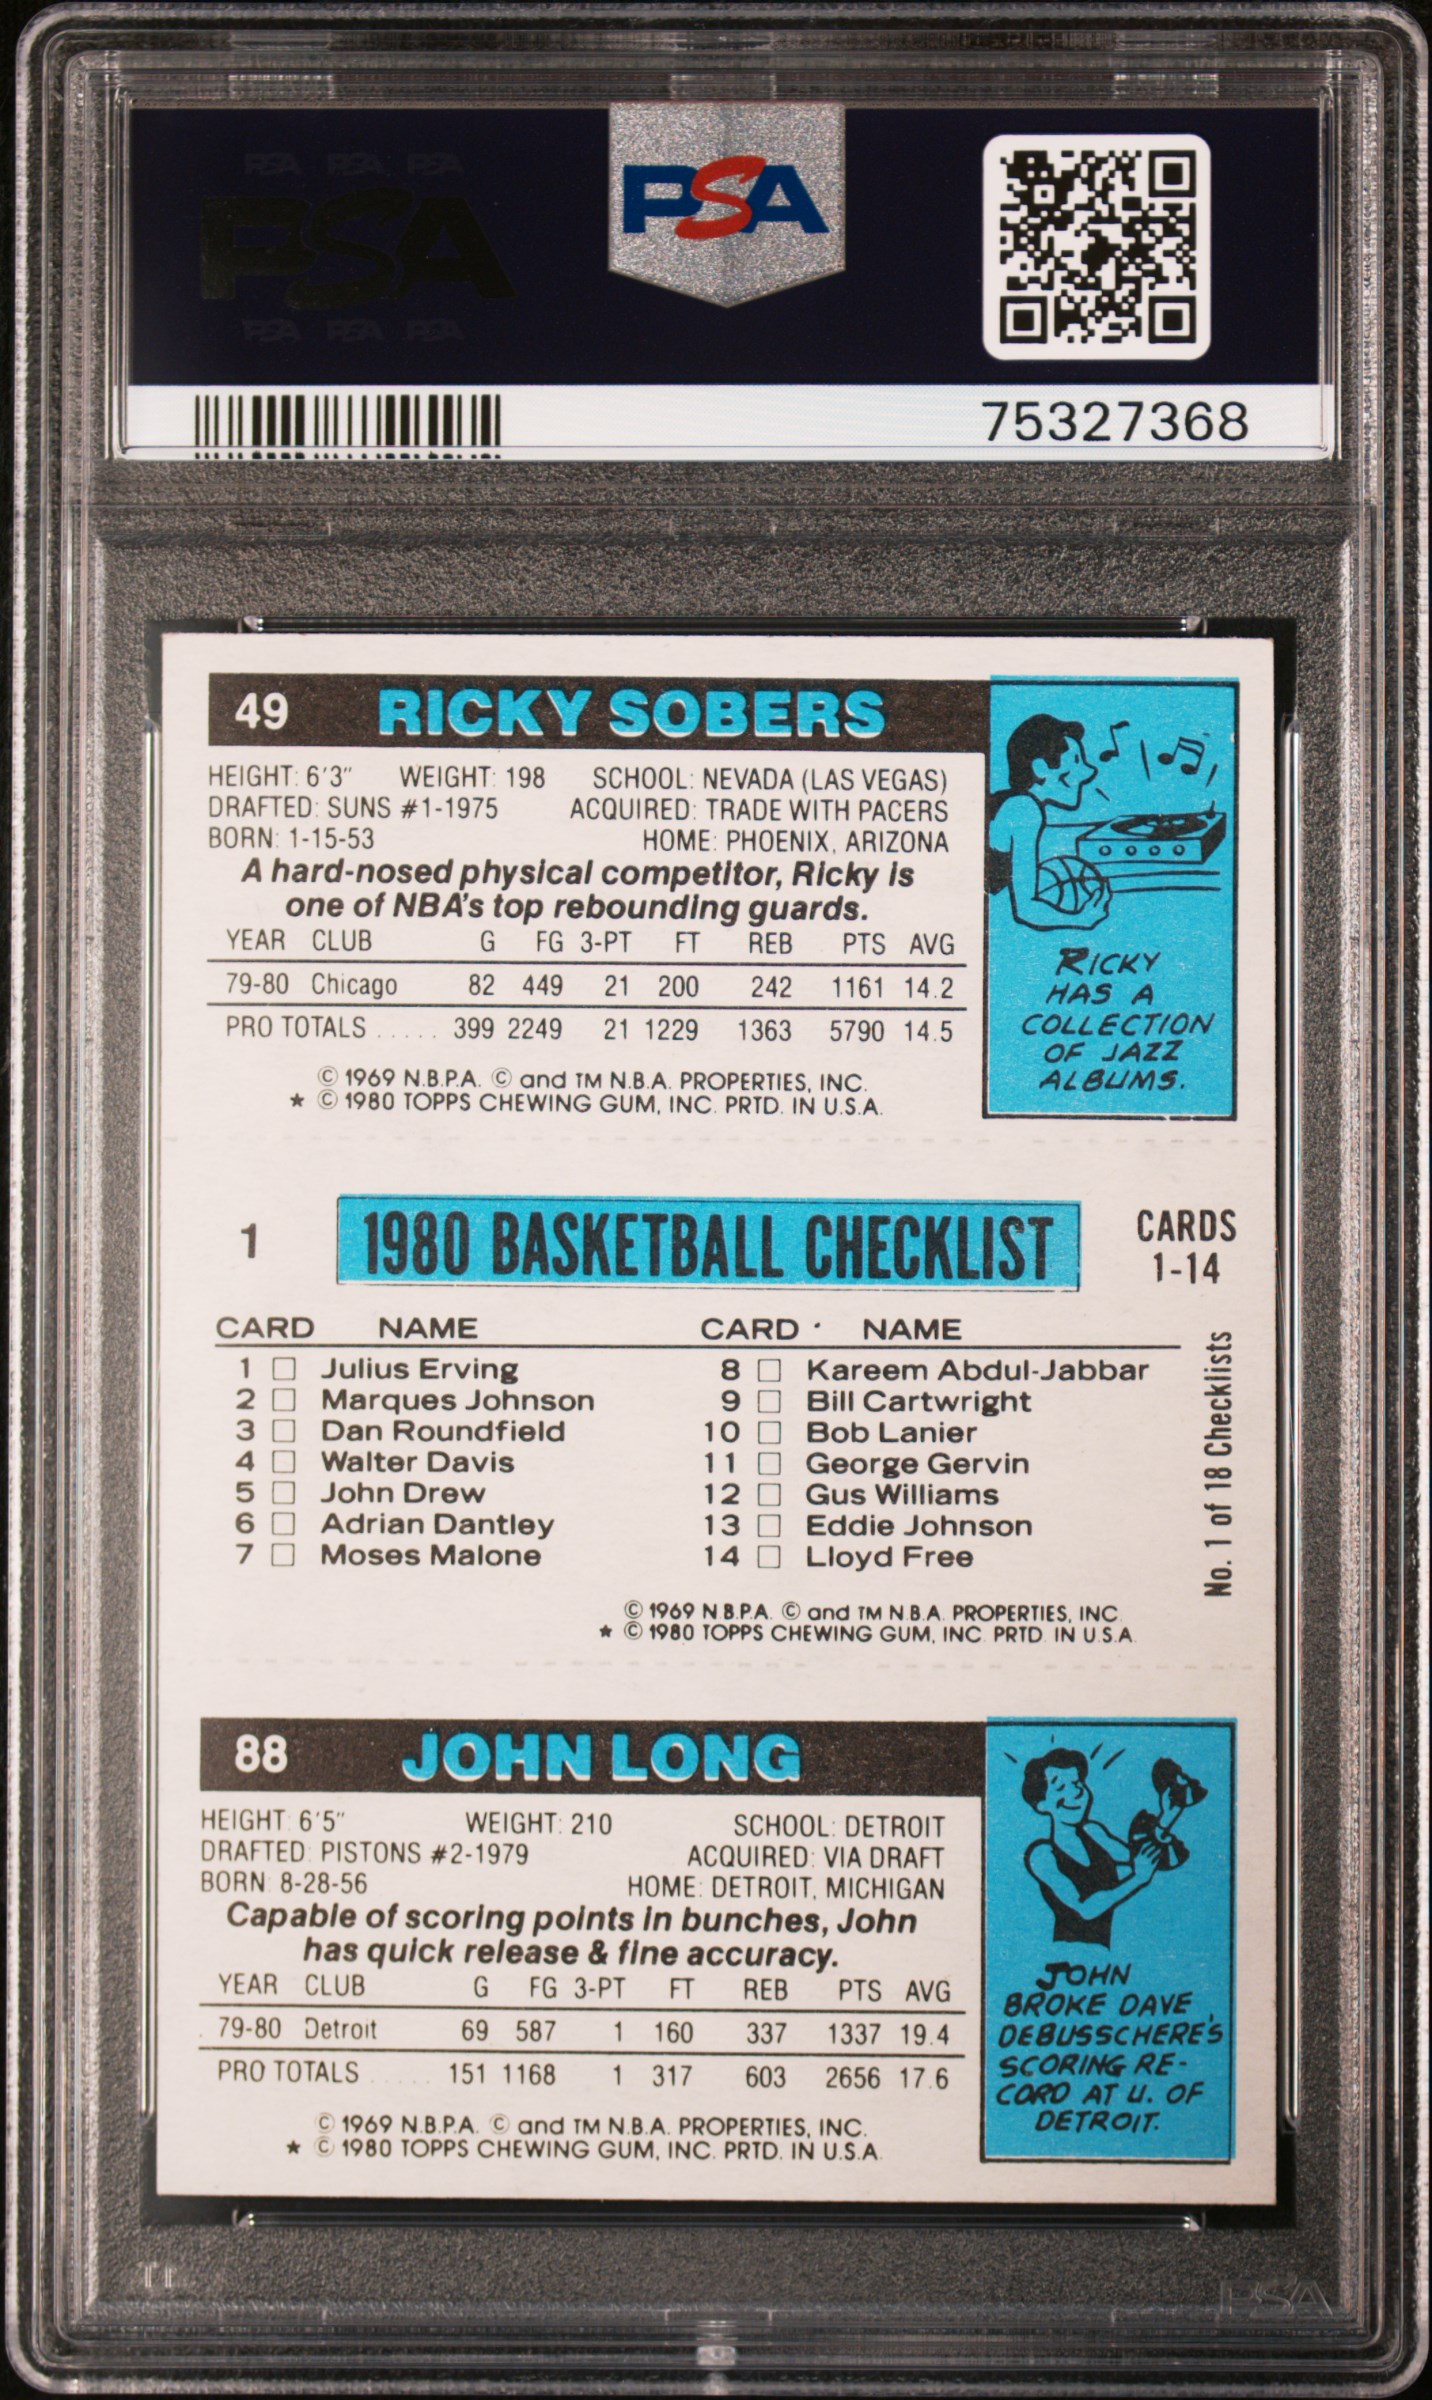 PSA PSA PSA
PSA
PSA PSA PSA
PSA
75327368
49 RICKY SOBERS
HEIGHT: 6'3" WEIGHT: 198 SCHOOL: NEVADA (LAS VEGAS)
DRAFTED: SUNS #1-1975 ACQUIRED: TRADE WITH PACERS
BORN: 1-15-53 HOME: PHOENIX, ARIZONA
A hard-nosed physical competitor, Ricky is
one of NBA's top rebounding guards.
YEAR CLUB G FG 3-PT FT REB PTS AVG
79-80 Chicago 82 449 21 200 242 1161 14.2
PRO TOTALS ..... 399 2249 21 1229 1363 5790 14.5
© 1969 N.B.P.A. © and TM N.B.A. PROPERTIES, INC.
★ © 1980 TOPPS CHEWING GUM, INC. PRTD. IN U.S.A.
RICKY
HAS A
COLLECTION
OF JAZZ
ALBUMS.
1 1980 BASKETBALL CHECKLIST CARDS
1-14
CARD NAME CARD NAME
1 Julius Erving 8 Kareem Abdul-Jabbar
2 Marques Johnson 9 Bill Cartwright
3 Dan Roundfield 10 Bob Lanier
4 Walter Davis 11 George Gervin
5 John Drew 12 Gus Williams
6 Adrian Dantley 13 Eddie Johnson
7 Moses Malone 14 Lloyd Free
No. 1 of 18 Checklists
© 1969 N.B.P.A. © and TM N.B.A. PROPERTIES, INC.
★ © 1980 TOPPS CHEWING GUM, INC. PRTD. IN U.S.A.
88 JOHN LONG
HEIGHT: 6'5" WEIGHT: 210 SCHOOL: DETROIT
DRAFTED: PISTONS #2-1979 ACQUIRED: VIA DRAFT
BORN: 8-28-56 HOME: DETROIT, MICHIGAN
Capable of scoring points in bunches, John
has quick release & fine accuracy.
YEAR CLUB G FG 3-PT FT REB PTS AVG
79-80 Detroit 69 587 1 160 337 1337 19.4
PRO TOTALS ..... 151 1168 1 317 603 2656 17.6
© 1969 N.B.P.A. © and TM N.B.A. PROPERTIES, INC.
★ © 1980 TOPPS CHEWING GUM, INC. PRTD. IN U.S.A.
JOHN
BROKE DAVE
DEBUSSCHERE'S
SCORING RE-
CORD AT U. OF
DETROIT.
PSA